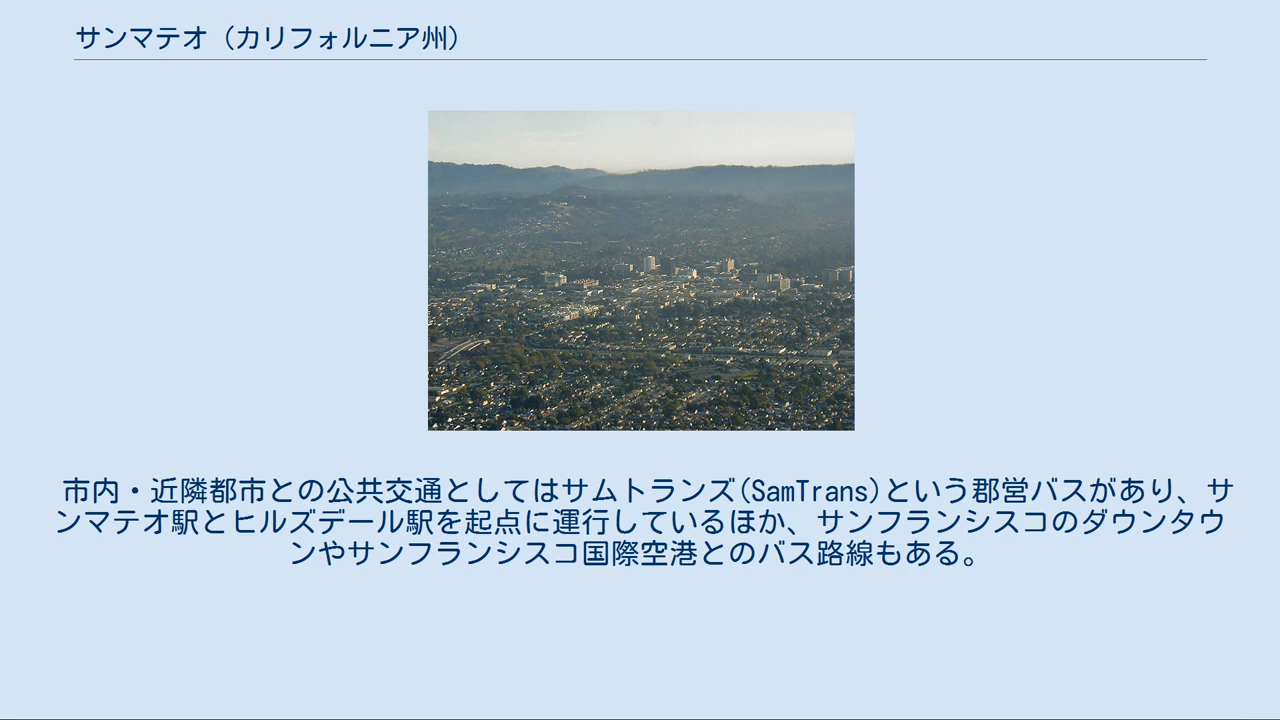 サンマテオ（カリフォルニア州）
市内・近隣都市との公共交通としてはサムトランズ(SamTrans)という郡営バスがあり、サ
ンマテオ駅とヒルズデール駅を起点に運行しているほか、サンフランシスコのダウンタウ
ンやサンフランシスコ国際空港とのバス路線もある。